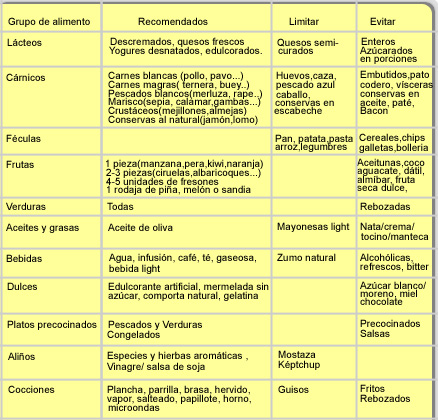 Grupo de alimento Recomendados Limitar Evitar
Lácteos Descremados, quesos frescos Quesos semi- Enteros
Yogures desnatados, edulcorados. curados Azúcarados
en porciones
Cárnicos Carnes blancas (pollo, pavo...) Huevos,caza, Embutidos,pato
Carnes magras( ternera, buey..) pescado azul codero, vísceras
Pescados blancos(merluza, rape..) caballo, conservas en
Marisco(sepia, calamar,gambas...) conservas en aceite, paté,
Crustáceos(mejillones,almejas) escabeche Bacon
Conservas al natural(jamón,lomo)
Féculas Pan, patata,pasta Cereales,chips
arroz,legumbres galletas,bolleria
Frutas 1 pieza(manzana,pera,kiwi,naranja) Aceitunas,coco
2-3 piezas(ciruelas,albaricoques...) aguacate, dátil,
4-5 unidades de fresones almíbar, fruta
1 rodaja de piña, melón o sandia seca dulce,
Verduras Todas Rebozadas
Aceites y grasas Aceite de oliva Mayonesas light Nata/crema/
tocino/manteca
Bebidas Agua, infusión, café, té, gaseosa, Zumo natural Alcohólicas,
bebida light refrescos, bitter
Dulces Edulcorante artificial, mermelada sin Azúcar blanco/
azúcar, comporta natural, gelatina moreno, miel
chocolate
Platos precocinados Pescados y Verduras Precocinados
Congelados Salsas
Aliños Especies y hierbas aromáticas , Mostaza
Vinagre/ salsa de soja Képtchup
Cocciones Plancha, parrilla, brasa, hervido, Guisos Fritos
vapor, salteado, papillote, horno, Rebozados
microondas